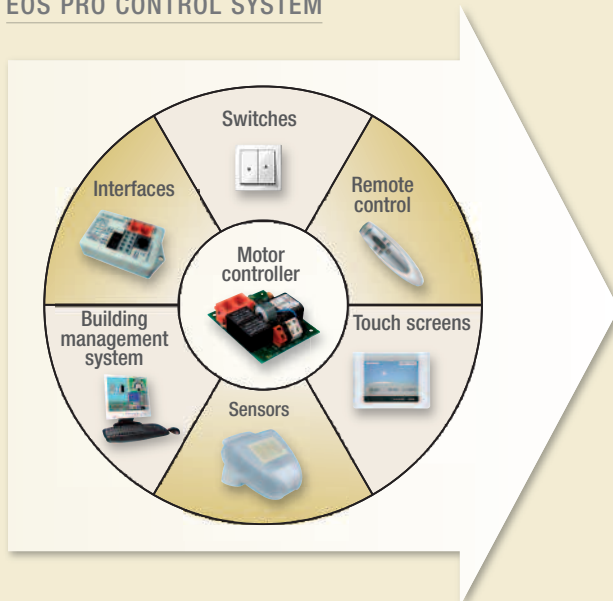 EOS PRO CONTROL SYSTEM
Switches
Interfaces
Remote
control
Motor
controller
Building
management
system
Touch screens
Sensors